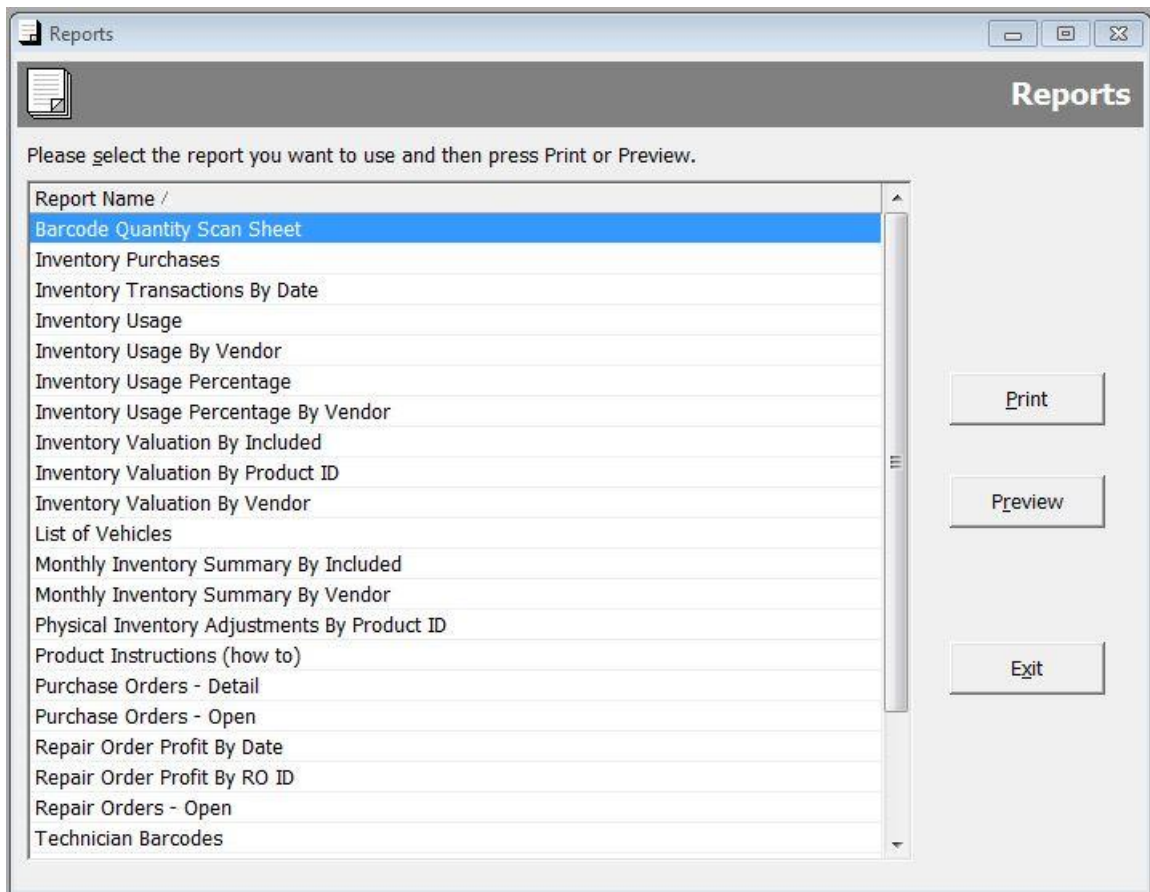 Reports
Reports
Please select the report you want to use and then press Print or Preview.
Report Name /
Barcode Quantity Scan Sheet
Inventory Purchases
Inventory Transactions By Date
Inventory Usage
Inventory Usage By Vendor
Inventory Usage Percentage
Inventory Usage Percentage By Vendor
Inventory Valuation By Included
Inventory Valuation By Product ID
Inventory Valuation By Vendor
List of Vehicles
Monthly Inventory Summary By Included
Monthly Inventory Summary By Vendor
Physical Inventory Adjustments By Product ID
Product Instructions (how to)
Purchase Orders - Detail
Purchase Orders - Open
Repair Order Profit By Date
Repair Order Profit By RO ID
Repair Orders - Open
Technician Barcodes
Print
Preview
Exit